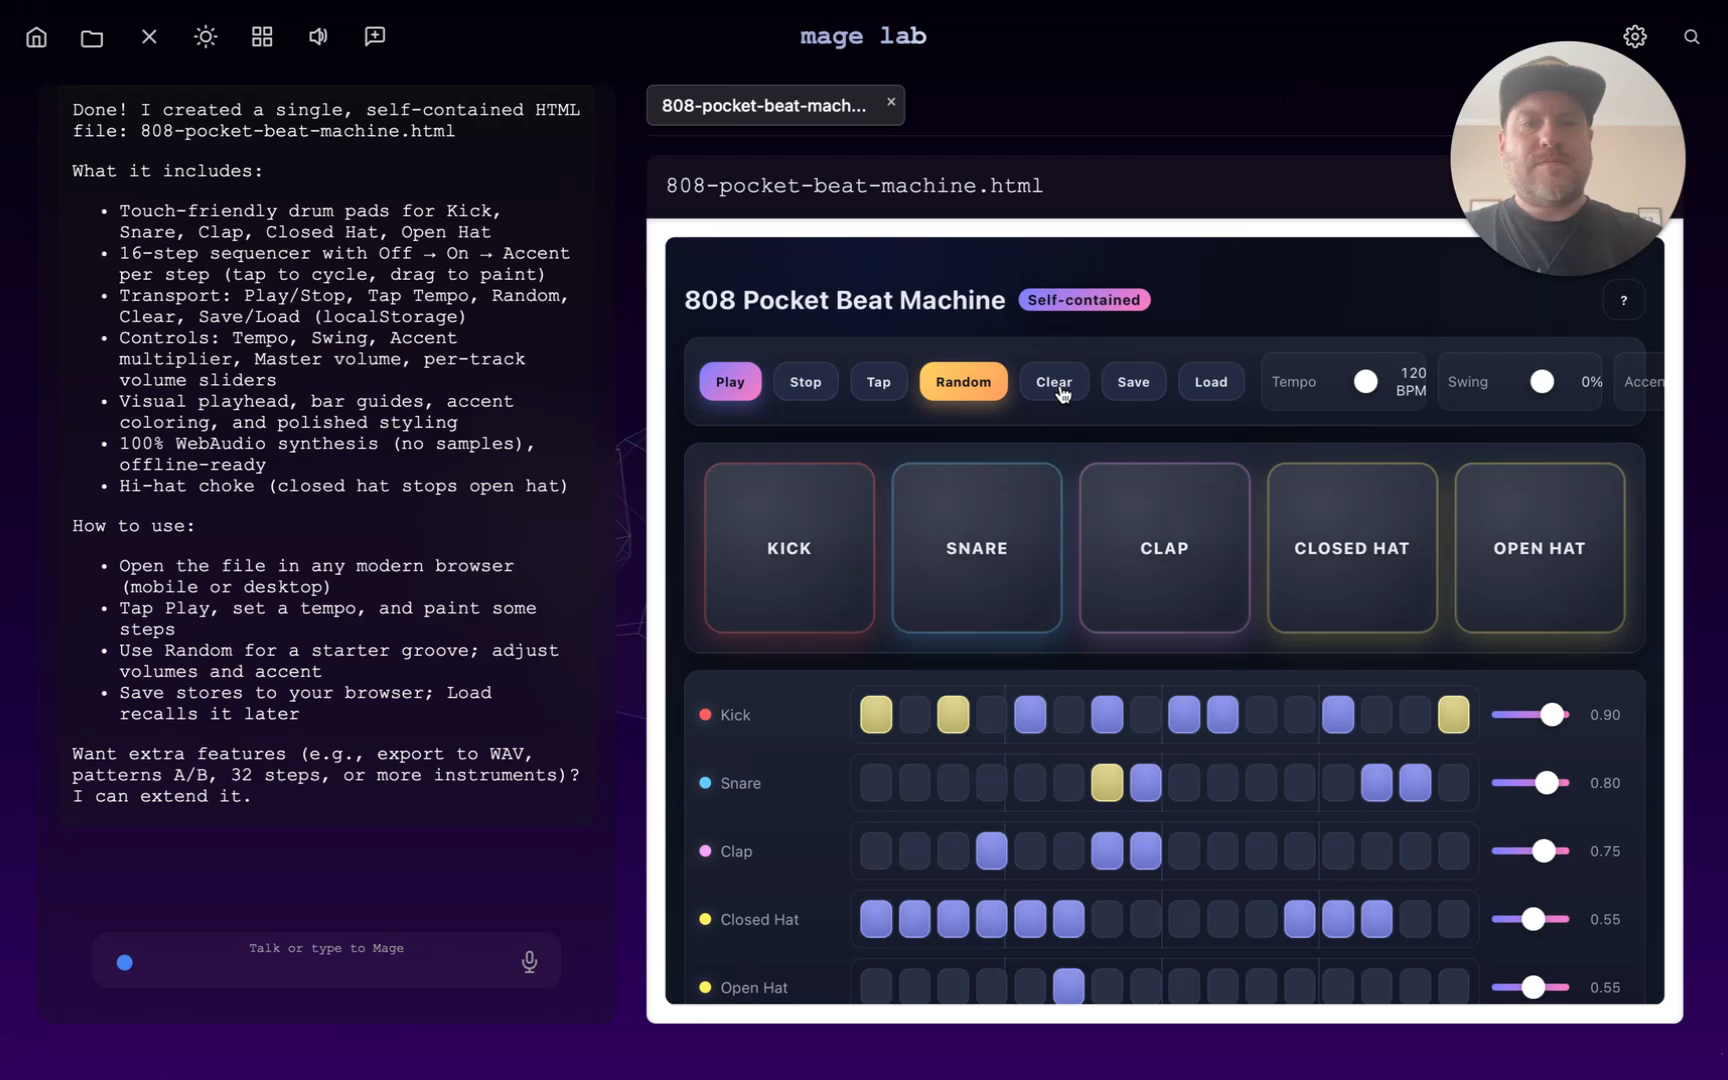 mage lab
Done! I created a single, self-contained HTML
file: 808-pocket-beat-machine.html
What it includes:
• Touch-friendly drum pads for Kick,
Snare, Clap, Closed Hat, Open Hat
• 16-step sequencer with Off → On → Accent
per step (tap to cycle, drag to paint)
• Transport: Play/Stop, Tap Tempo, Random,
Clear, Save/Load (localStorage)
• Controls: Tempo, Swing, Accent
multiplier, Master volume, per-track
volume sliders
• Visual playhead, bar guides, accent
coloring, and polished styling
• 100% WebAudio synthesis (no samples),
offline-ready
• Hi-hat choke (closed hat stops open hat)
How to use:
• Open the file in any modern browser
(mobile or desktop)
• Tap Play, set a tempo, and paint some
steps
• Use Random for a starter groove; adjust
volumes and accent
• Save stores to your browser; Load
recalls it later
Want extra features (e.g., export to WAV,
patterns A/B, 32 steps, or more instruments)?
I can extend it.
Talk or type to Mage
808-pocket-beat-mach... ×
808-pocket-beat-machine.html
808 Pocket Beat Machine Self-contained ?
Play Stop Tap Random Clear Save Load Tempo 120 BPM Swing 0% Accen
KICK SNARE CLAP CLOSED HAT OPEN HAT
Kick 0.90
Snare 0.80
Clap 0.75
Closed Hat 0.55
Open Hat 0.55